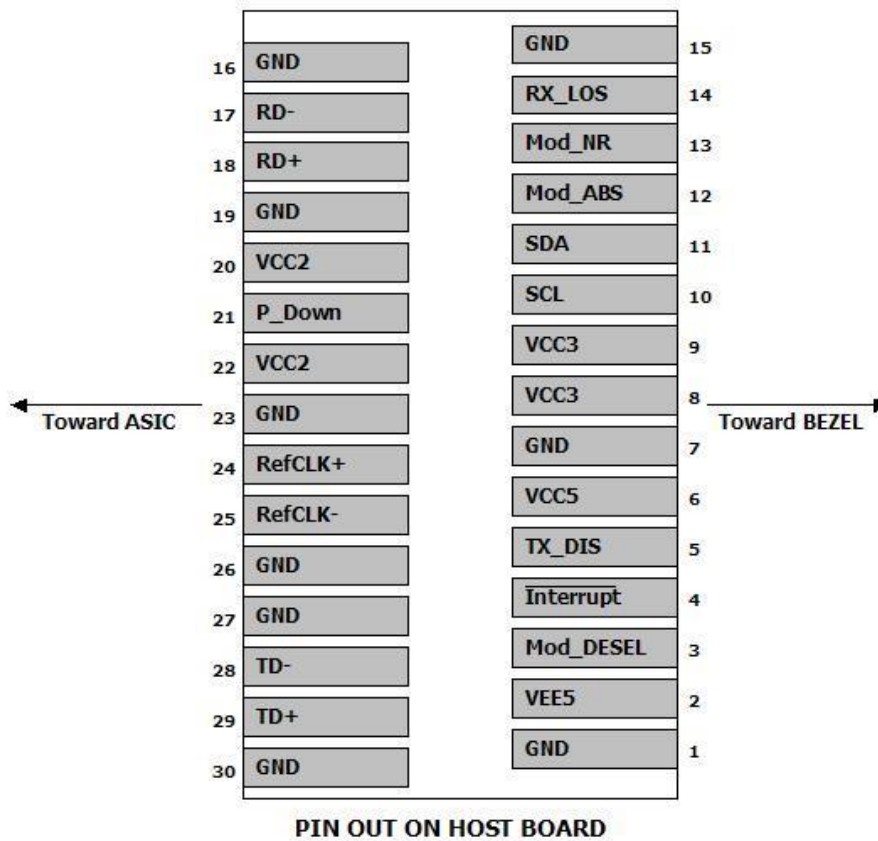 16 GND
17 RD-
18 RD+
19 GND
20 VCC2
21 P_Down
22 VCC2
23 GND
24 RefCLK+
25 RefCLK-
26 GND
27 GND
28 TD-
29 TD+
30 GND
GND 15
RX_LOS 14
Mod_NR 13
Mod_ABS 12
SDA 11
SCL 10
VCC3 9
VCC3 8
GND 7
VCC5 6
TX_DIS 5
Interrupt 4
Mod_DESEL 3
VEE5 2
GND 1
Toward ASIC
Toward BEZEL
PIN OUT ON HOST BOARD